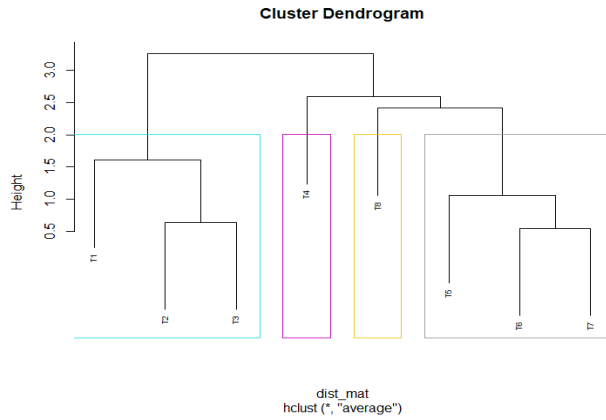 Cluster Dendrogram
Height
3.0
2.5
2.0
1.5
1.0
0.5
T1
T2
T3
T4
T8
T5
T6
T7
dist_mat
hclust (*, "average")